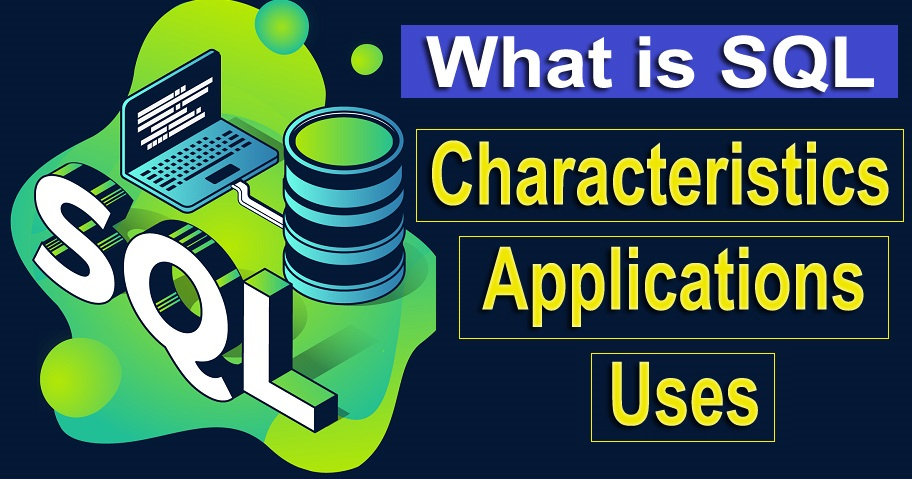 What is SQL
Characteristics
Applications
Uses
SQL